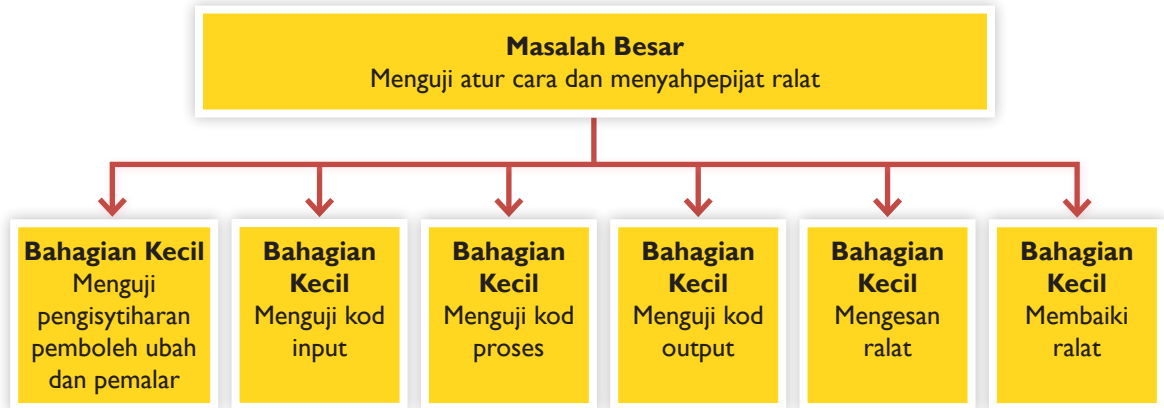 Masalah Besar
Menguji atur cara dan menyahpepijat ralat
Bahagian Kecil
Menguji
pengisytiharan
pemboleh ubah
dan pemalar
Bahagian
Kecil
Menguji kod
input
Bahagian
Kecil
Menguji kod
proses
Bahagian
Kecil
Menguji kod
output
Bahagian
Kecil
Mengesan
ralat
Bahagian
Kecil
Membaiki
ralat